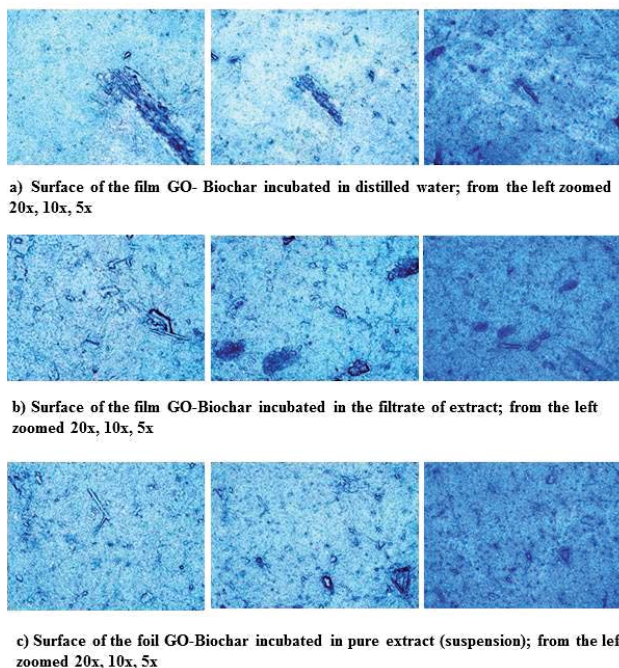 a) Surface of the film GO- Biochar incubated in distilled water; from the left zoomed
20x, 10x, 5x
b) Surface of the film GO-Biochar incubated in the filtrate of extract; from the left
zoomed 20x, 10x, 5x
c) Surface of the foil GO-Biochar incubated in pure extract (suspension); from the lef
zoomed 20x, 10x, 5x